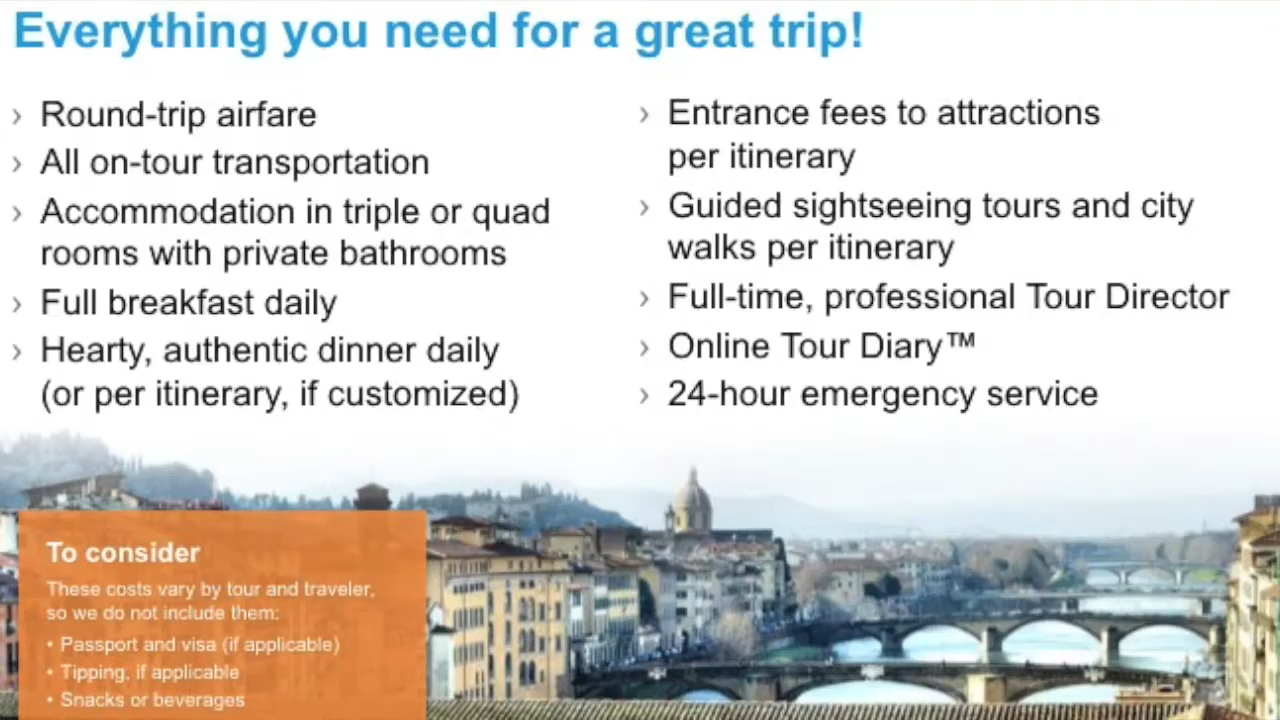 Everything you need for a great trip!
› Round-trip airfare
› All on-tour transportation
› Accommodation in triple or quad
rooms with private bathrooms
› Full breakfast daily
› Hearty, authentic dinner daily
(or per itinerary, if customized)
› Entrance fees to attractions
per itinerary
› Guided sightseeing tours and city
walks per itinerary
› Full-time, professional Tour Director
› Online Tour Diary™
› 24-hour emergency service
To consider
These costs vary by tour and traveler,
so we do not include them:
• Passport and visa (if applicable)
• Tipping, if applicable
• Snacks or beverages